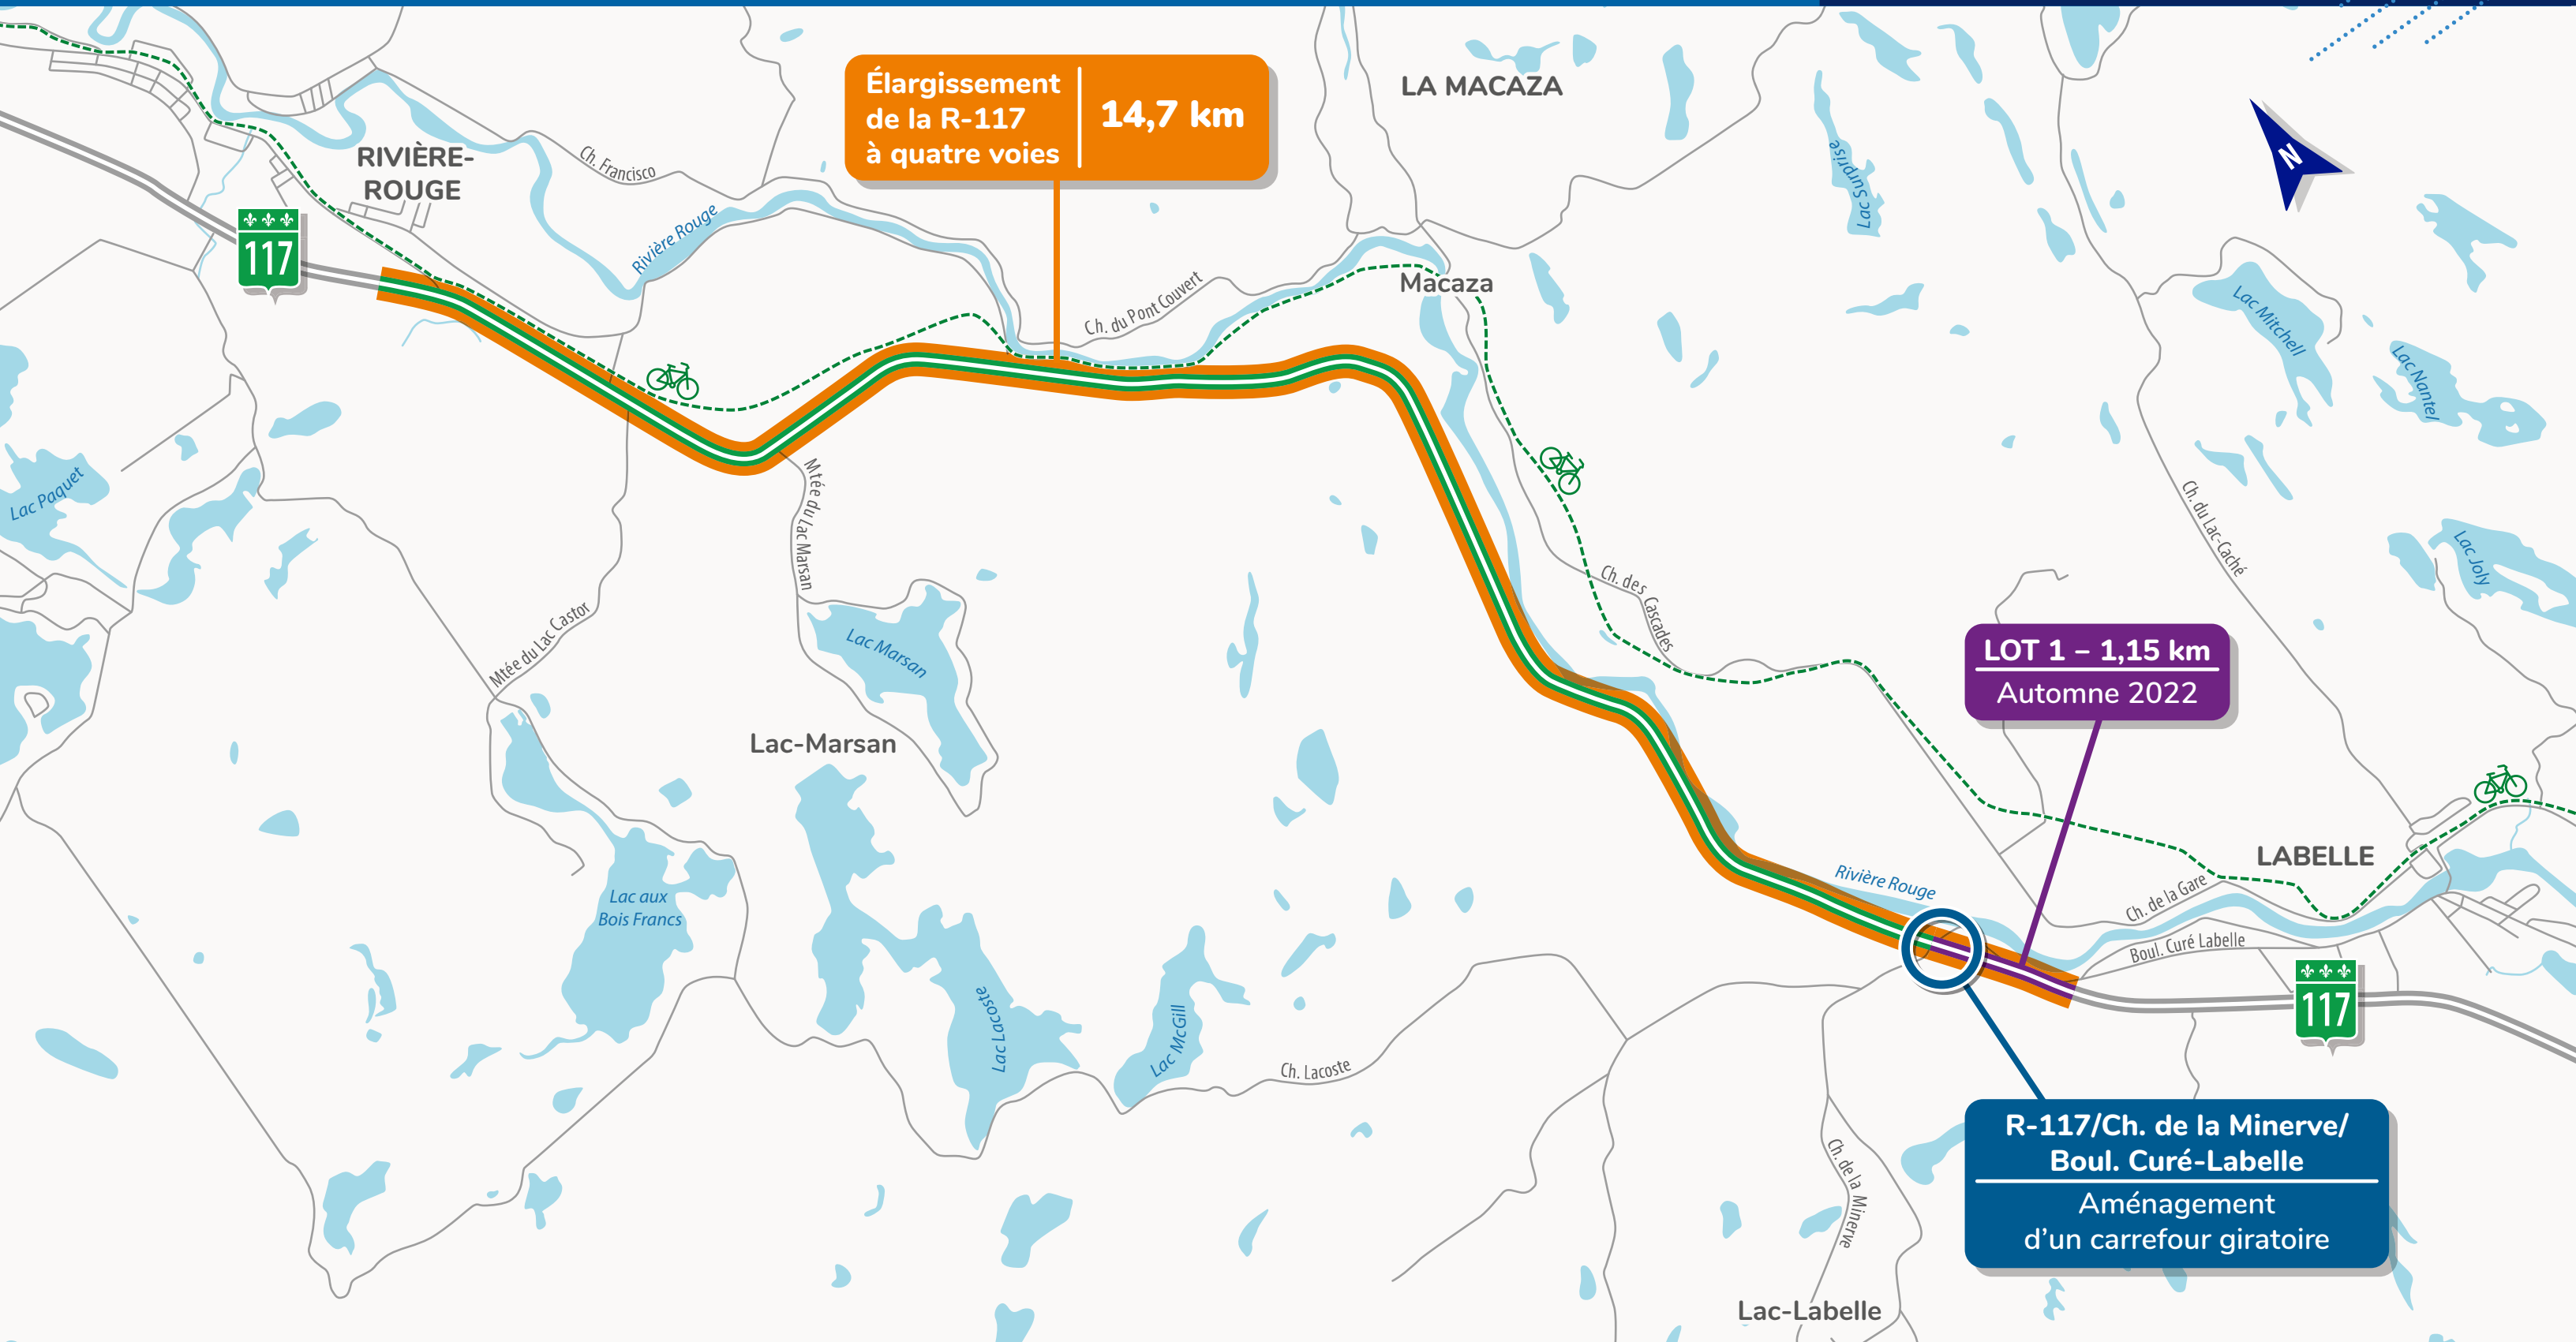 Élargissement
de la R-117
à quatre voies
14,7 km
LA MACAZA
RIVIÈRE-
ROUGE
Ch. Francisco
Rivière Rouge
117
Lac Surprise
N
Ch. du Pont Couvert
Macaza
Lac Mitchell
Lac Nantel
Lac Paquet
Mtée du Lac Marsan
Ch. du Lac-Caché
Lac Joly
Ch. des Cascades
Mtée du Lac Castor
Lac Marsan
Lac-Marsan
LOT 1 – 1,15 km
Automne 2022
LABELLE
Rivière Rouge
Ch. de la Gare
Boul. Curé Labelle
117
Lac aux
Bois Francs
Lac Lacoste
Lac McGill
Ch. Lacoste
R-117/Ch. de la Minerve/
Boul. Curé-Labelle
Aménagement
d’un carrefour giratoire
Ch. de la Minerve
Lac-Labelle